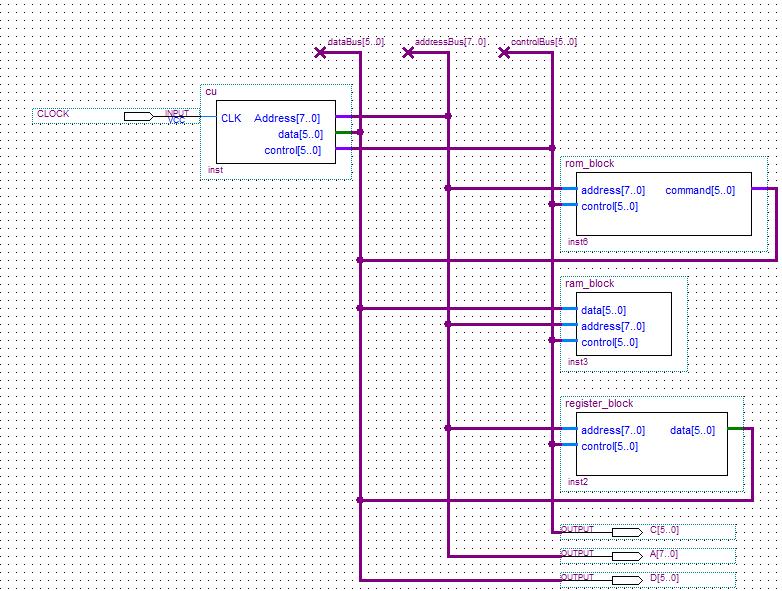 dataBus[5..0] addressBus[7..0] controlBus[5..0]
cu
CLOCK INPUT VCC
CLK Address[7..0]
data[5..0]
control[5..0]
inst
rom_block
address[7..0] command[5..0]
control[5..0]
inst6
ram_block
data[5..0]
address[7..0]
control[5..0]
inst3
register_block
address[7..0] data[5..0]
control[5..0]
inst2
OUTPUT C[5..0]
OUTPUT A[7..0]
OUTPUT D[5..0]